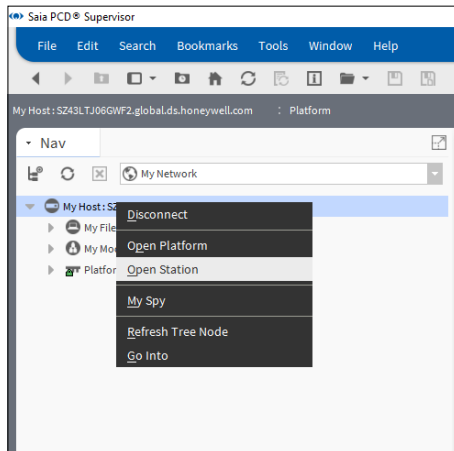 Saia PCD® Supervisor
File Edit Search Bookmarks Tools Window Help
My Host : SZ43LTJ06GWF2.global.ds.honeywell.com : Platform
Nav
My Network
My Host : SZ
My File
My Mo
Platfor
Disconnect
Open Platform
Open Station
My Spy
Refresh Tree Node
Go Into